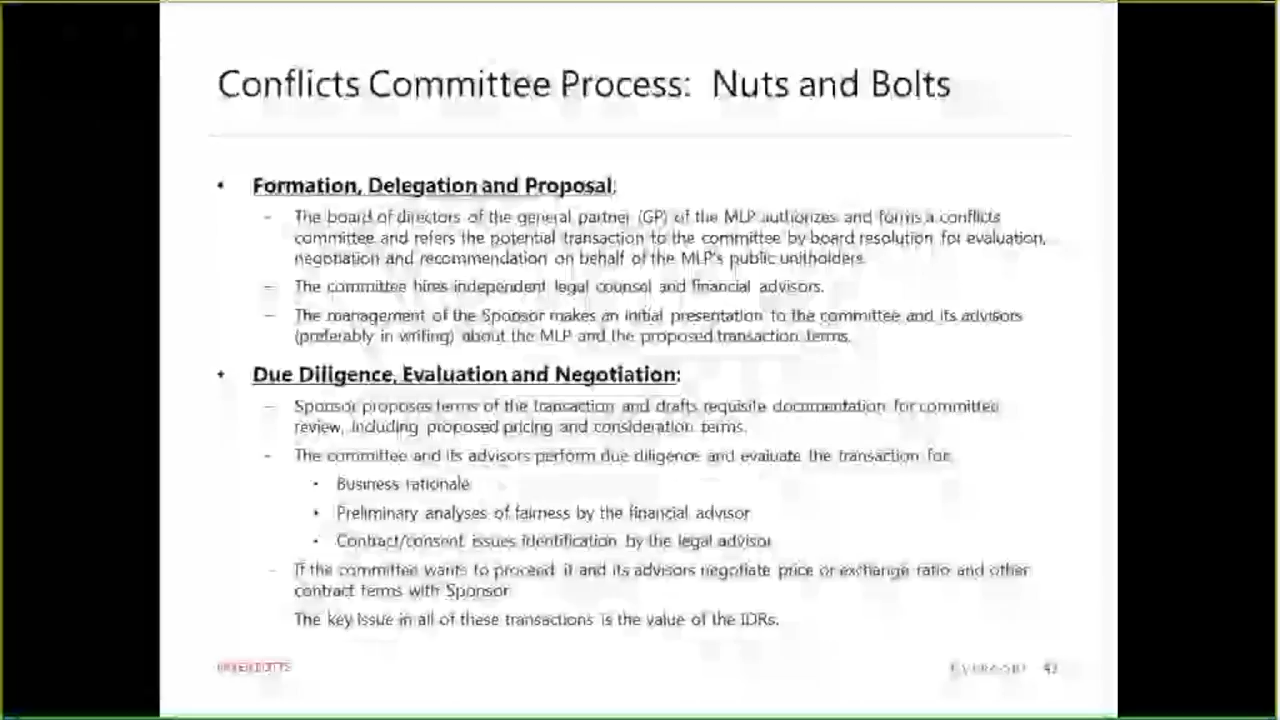 Conflicts Committee Process: Nuts and Bolts
• Formation, Delegation and Proposal:
– The board of directors of the general partner (GP) of the MLP authorizes and forms a conflicts
committee and refers the potential transaction to the committee by board resolution for evaluation,
negotiation and recommendation on behalf of the MLP's public unitholders.
– The committee hires independent legal counsel and financial advisors.
– The management of the Sponsor makes an initial presentation to the committee and its advisors
(preferably in writing) about the MLP and the proposed transaction terms.
• Due Diligence, Evaluation and Negotiation:
– Sponsor proposes terms of the transaction and drafts requisite documentation for committee
review, including proposed pricing and consideration terms.
– The committee and its advisors perform due diligence and evaluate the transaction for:
• Business rationale
• Preliminary analyses of fairness by the financial advisor
• Contract/consent issues identification by the legal advisor
– If the committee wants to proceed it and its advisors negotiate price or exchange ratio and other
contract terms with Sponsor
The key issue in all of these transactions is the value of the IDRs.